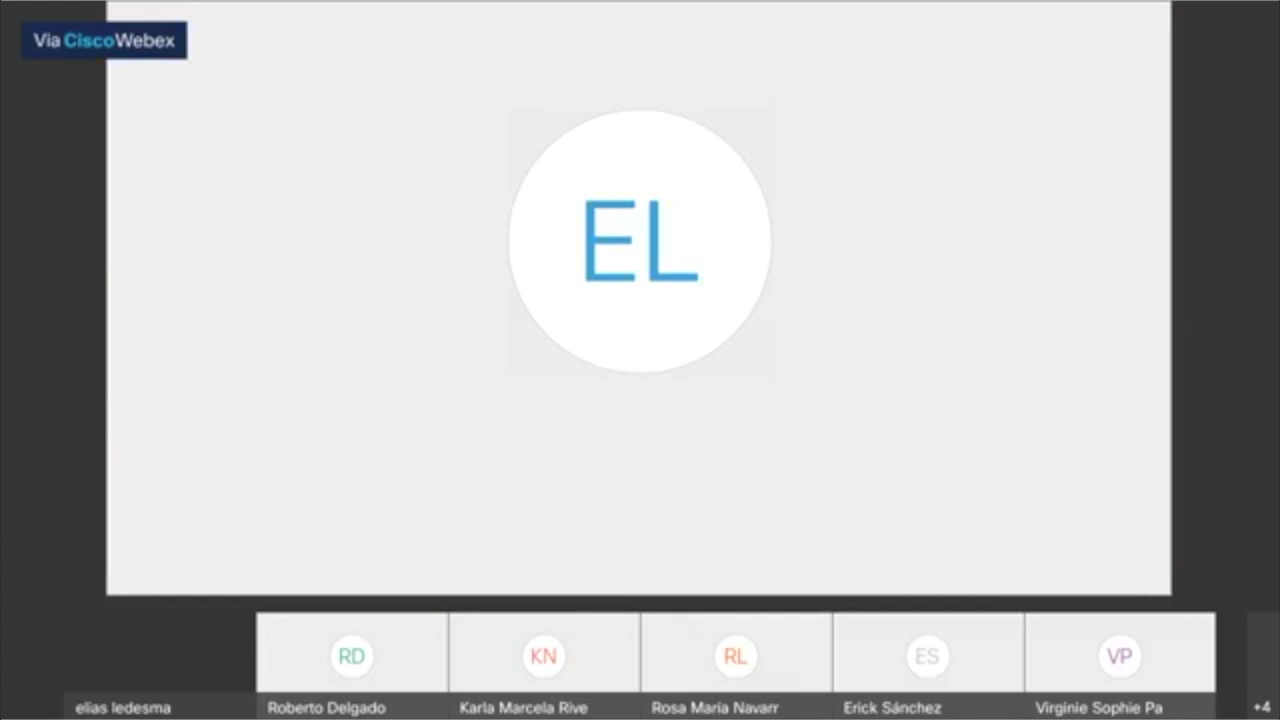 Via CiscoWebex
EL
RD
KN
RL
ES
VP
elias ledesma
Roberto Delgado
Karla Marcela Rive
Rosa María Navarr
Erick Sánchez
Virginie Sophie Pa
+4